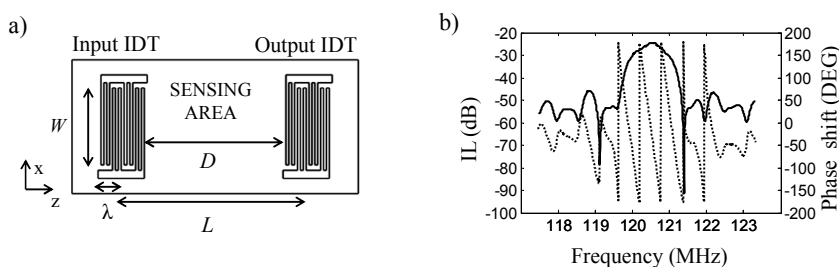 a)
Input IDT
Output IDT
SENSING
AREA
W
D
x
z
λ
L
b)
-20
-30
-40
-50
-60
-70
-80
-90
-100
IL (dB)
200
150
100
50
0
-50
-100
-150
-200
Phase shift (DEG)
118 119 120 121 122 123
Frequency (MHz)